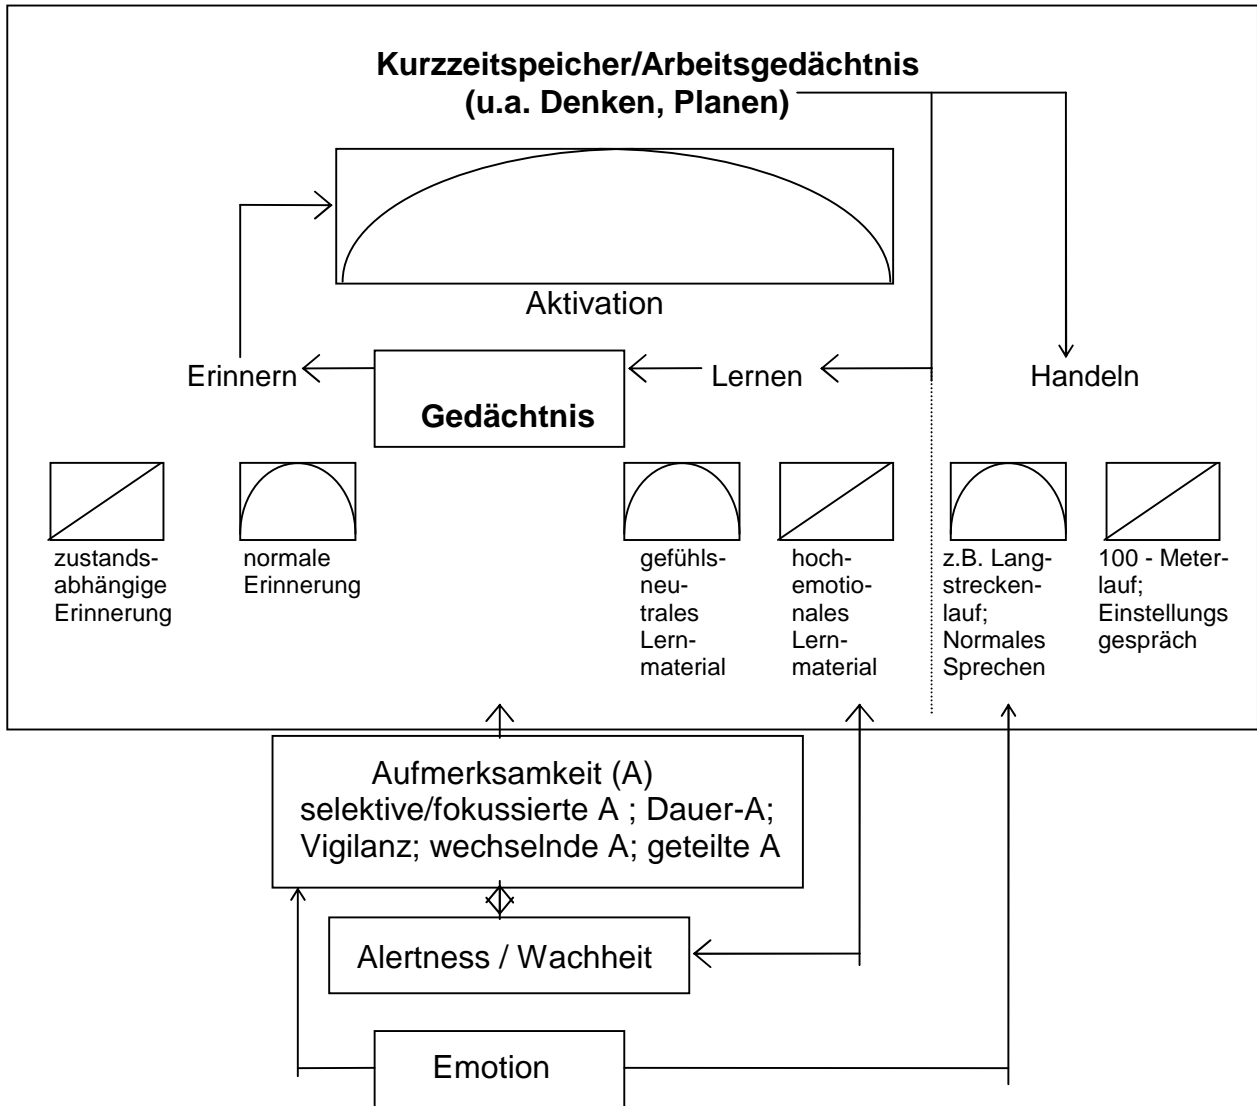 Kurzzeitspeicher/Arbeitsgedächtnis
(u.a. Denken, Planen)
Aktivation
Erinnern
Gedächtnis
Lernen
Handeln
zustands-
abhängige
Erinnerung
normale
Erinnerung
gefühls-
neu-
trales
Lern-
material
hoch-
emotio-
nales
Lern-
material
z.B. Lang-
strecken-
lauf;
Normales
Sprechen
100 - Meter-
lauf;
Einstellungs
gespräch
Aufmerksamkeit (A)
selektive/fokussierte A ; Dauer-A;
Vigilanz; wechselnde A; geteilte A
Alertness / Wachheit
Emotion